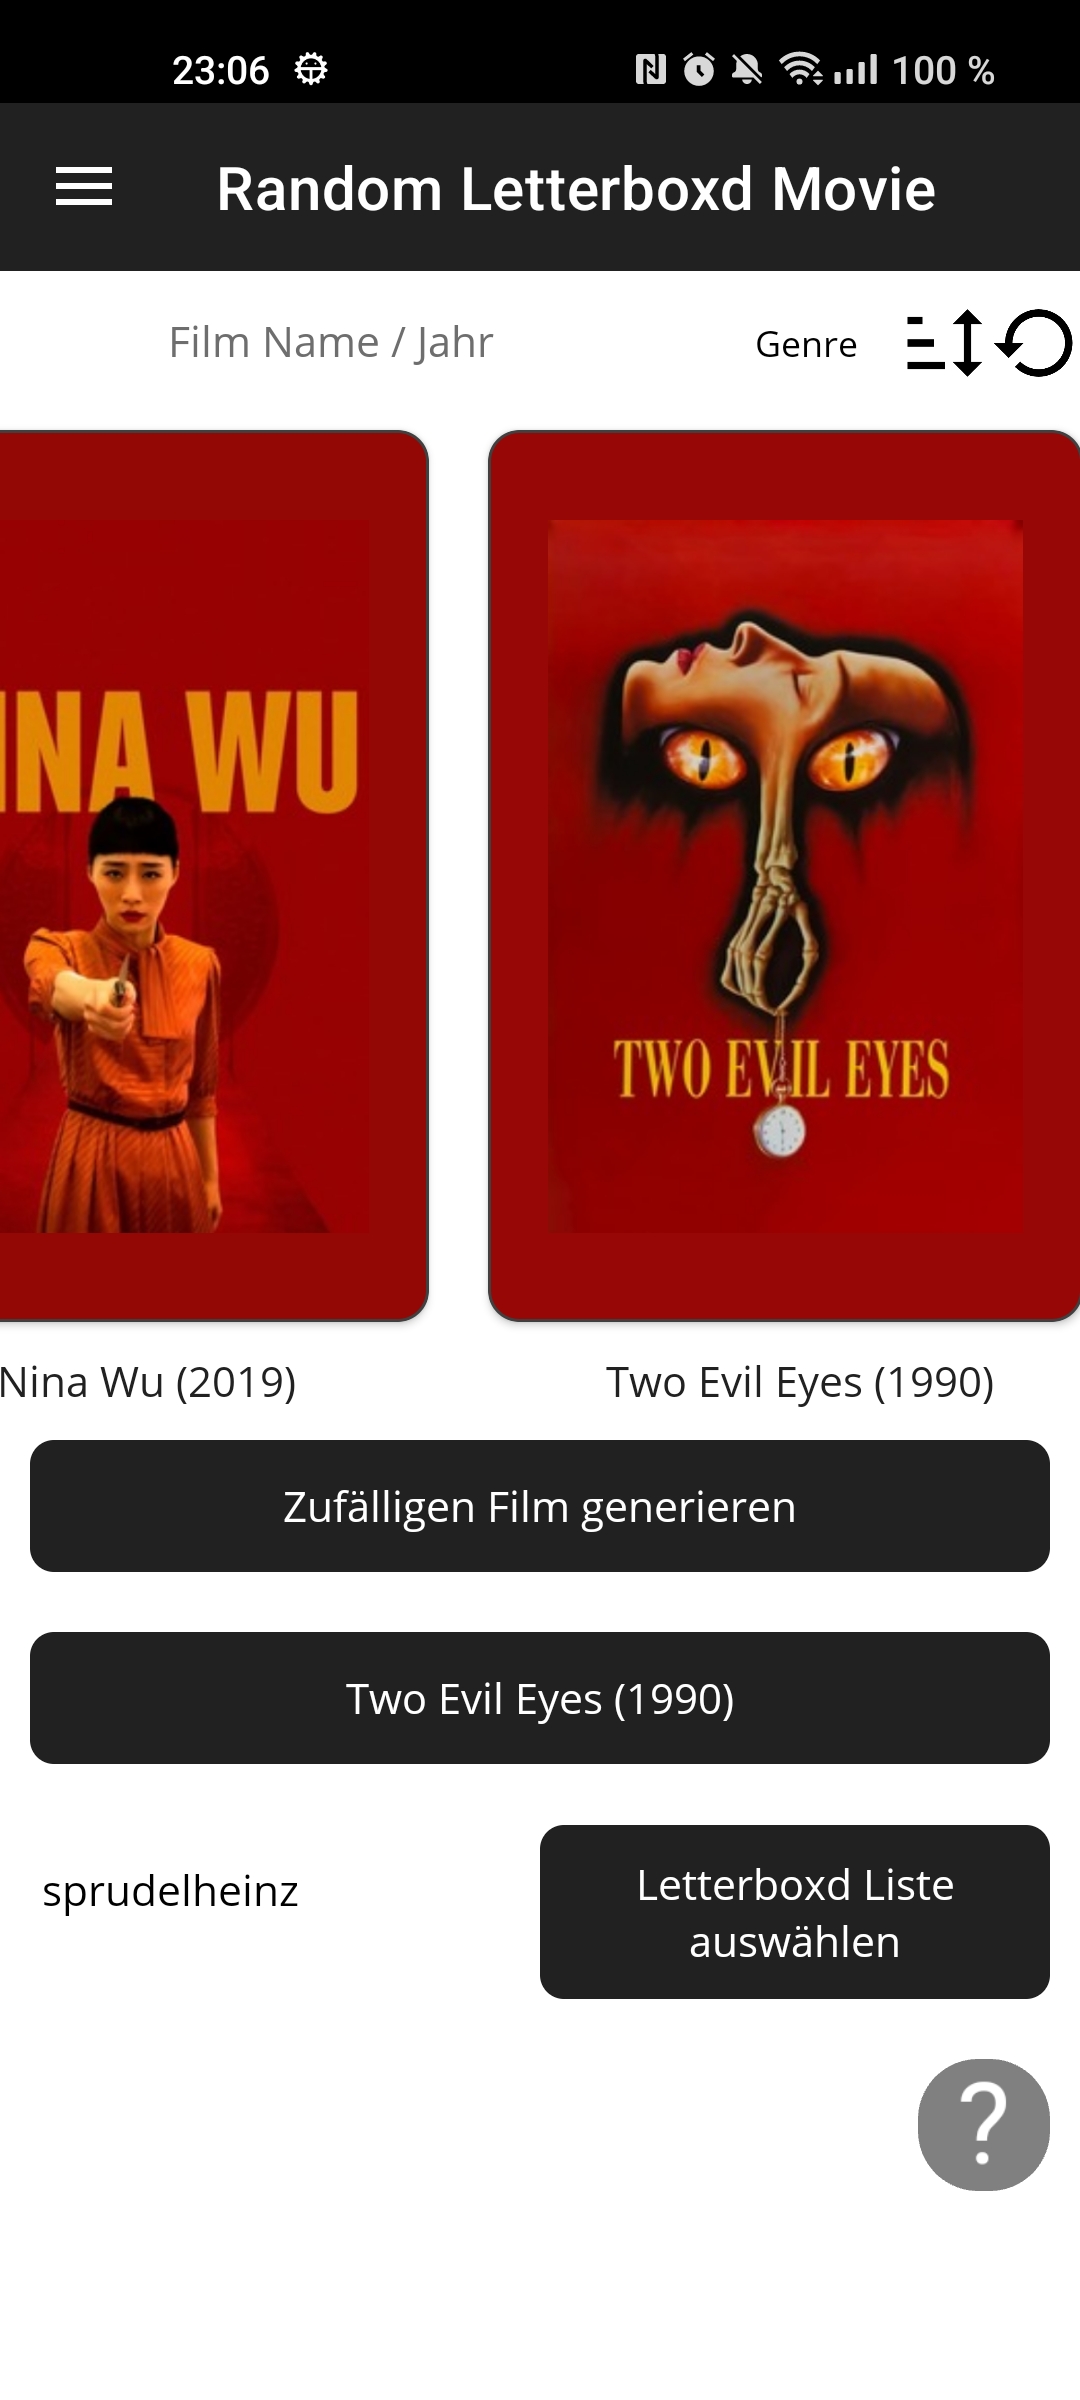 23:06
100 %
Random Letterboxd Movie
Film Name / Jahr
Genre
INA WU
TWO EVIL EYES
Nina Wu (2019)
Two Evil Eyes (1990)
Zufälligen Film generieren
Two Evil Eyes (1990)
sprudelheinz
Letterboxd Liste
auswählen
?